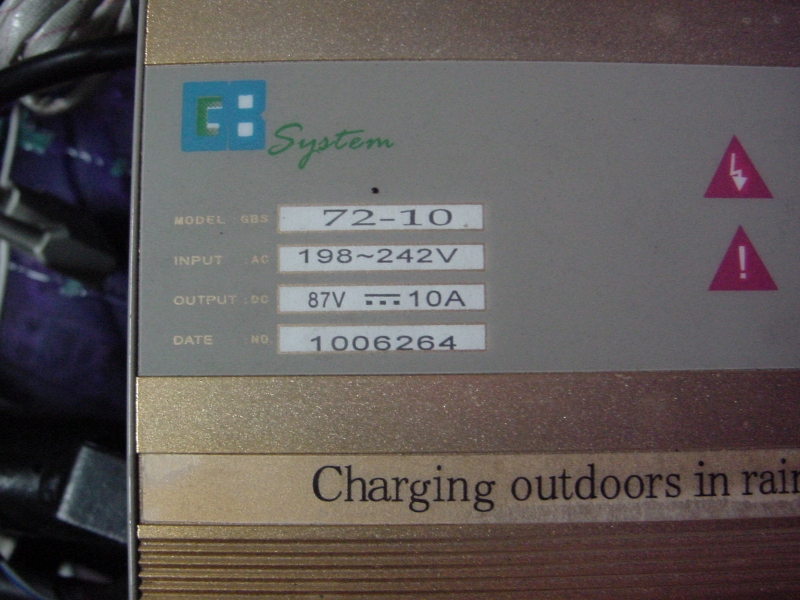 GB System
MODEL : GBS 72-10
INPUT : AC 198~242V
OUTPUT : DC 87V ⎓ 10A
DATE NO. 1006264
!
Charging outdoors in rain